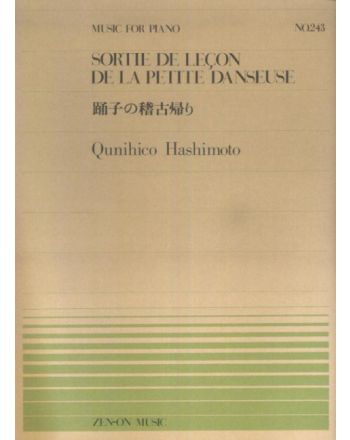 MUSIC FOR PIANO NO.243
SORTIE DE LEÇON
DE LA PETITE DANSEUSE
踊子の稽古帰り
Qunihico Hashimoto
ZEN-ON MUSIC